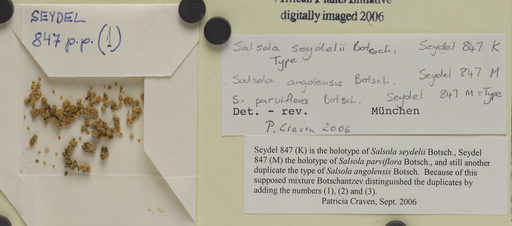 SEYDEL
847 p.p. (1)
African Plants Initiative
digitally imaged 2006
Salsola seydelii Botsch. Seydel 847 K
Type
Salsola angolensis Botsch. Seydel 847 M
S. parviflora Botsch. Seydel 847 M = Type
Det. - rev. München
P. Craven 2006
Seydel 847 (K) is the holotype of Salsola seydelii Botsch., Seydel
847 (M) the holotype of Salsola parviflora Botsch., and still another
duplicate the type of Salsola angolensis Botsch. Because of this
supposed mixture Botschantzev distinguished the duplicates by
adding the numbers (1), (2) and (3).
Patricia Craven, Sept. 2006